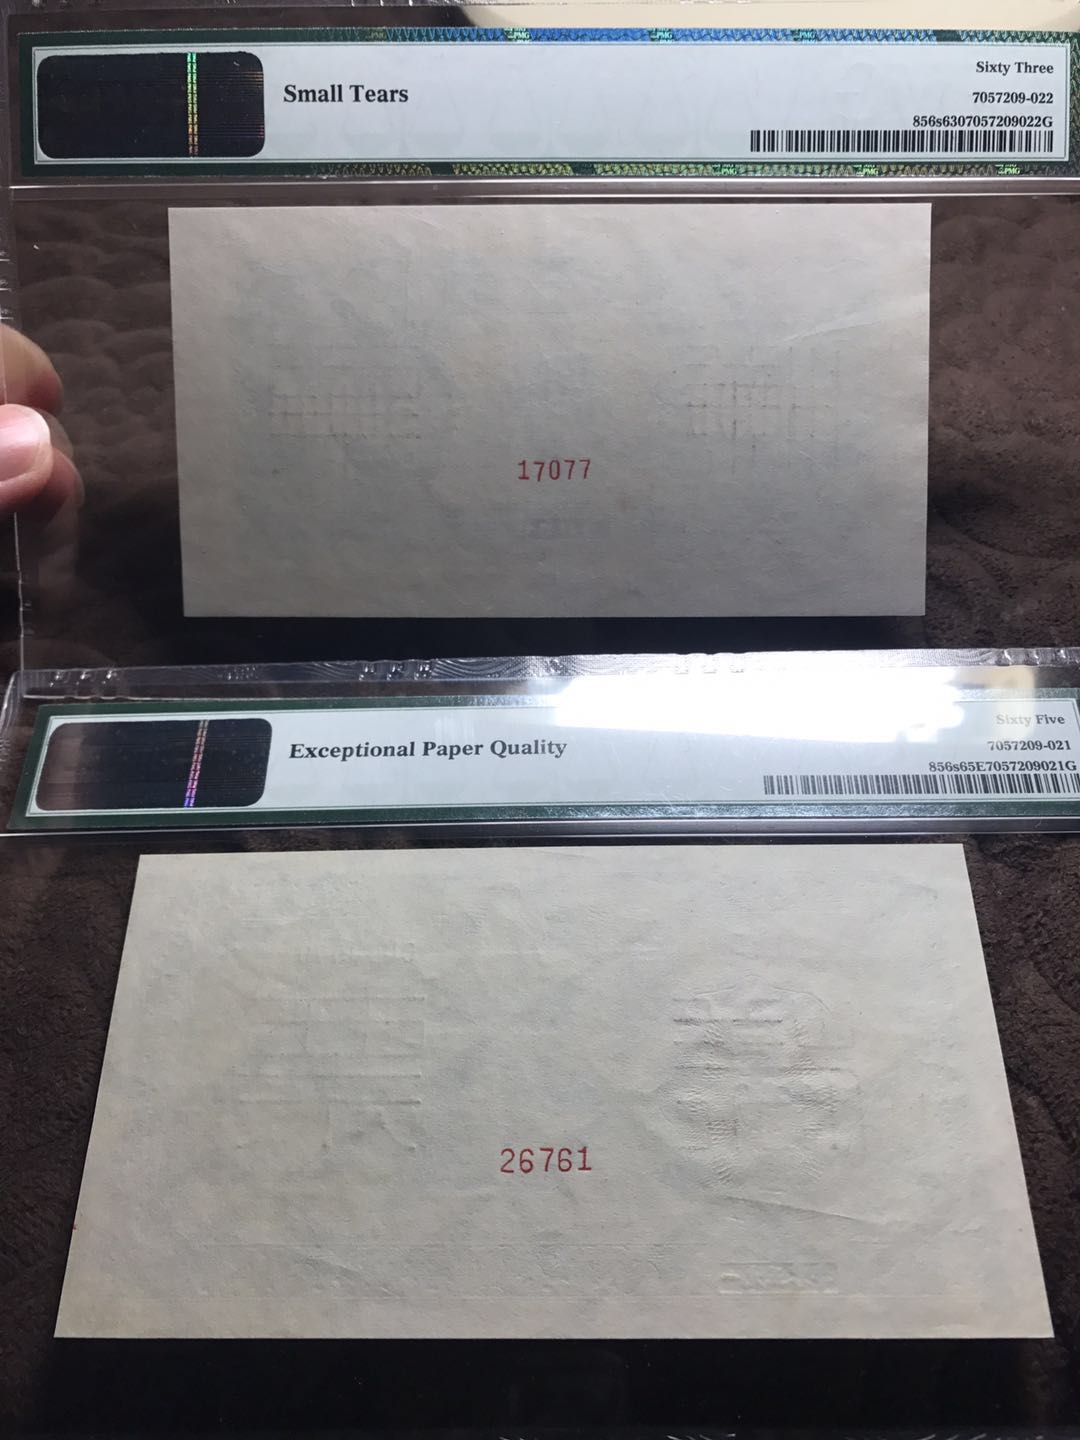 Small Tears
Sixty Three
7057209-022
856s6307057209022G
17077
Exceptional Paper Quality
Sixty Five
7057209-021
856s65E7057209021G
26761